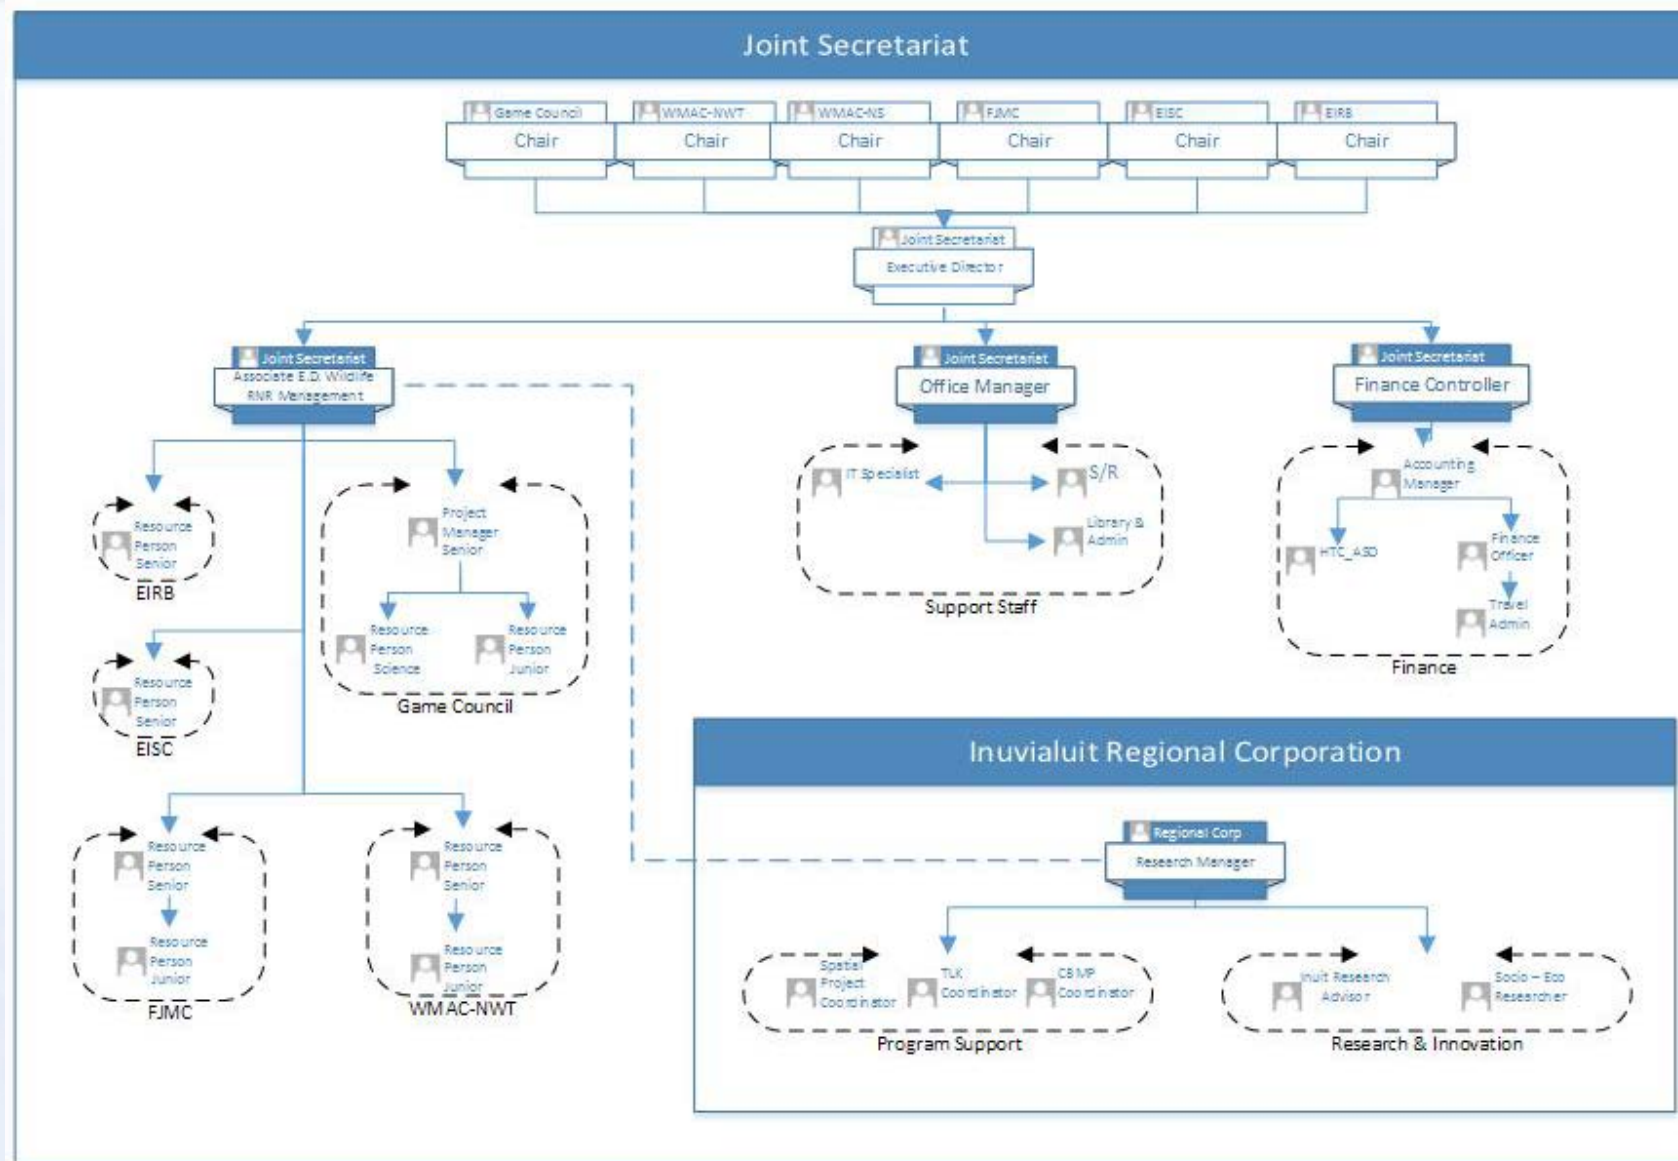 Joint Secretariat
Game Council
Chair
WMAC-NWT
Chair
WMAC-NS
Chair
FJMC
Chair
EISC
Chair
EIRB
Chair
Joint Secretariat
Executive Director
Joint Secretariat
Associate E.D. Wildlife
RNR Management
Joint Secretariat
Office Manager
Joint Secretariat
Finance Controller
Resource
Person
Senior
EIRB
Project
Manager
Senior
Resource
Person
Science
Resource
Person
Junior
Game Council
IT Specialist
S/R
Library &
Admin
Support Staff
Accounting
Manager
HTC_ASD
Finance
Officer
Travel
Admin
Finance
Resource
Person
Senior
EISC
Resource
Person
Senior
Resource
Person
Junior
FJMC
Resource
Person
Senior
Resource
Person
Junior
WMAC-NWT
Inuvialuit Regional Corporation
Regional Corp
Research Manager
Spatial
Project
Coordinator
TLK
Coordinator
CBMP
Coordinator
Program Support
Inuit Research
Advisor
Socio – Eco
Researcher
Research & Innovation